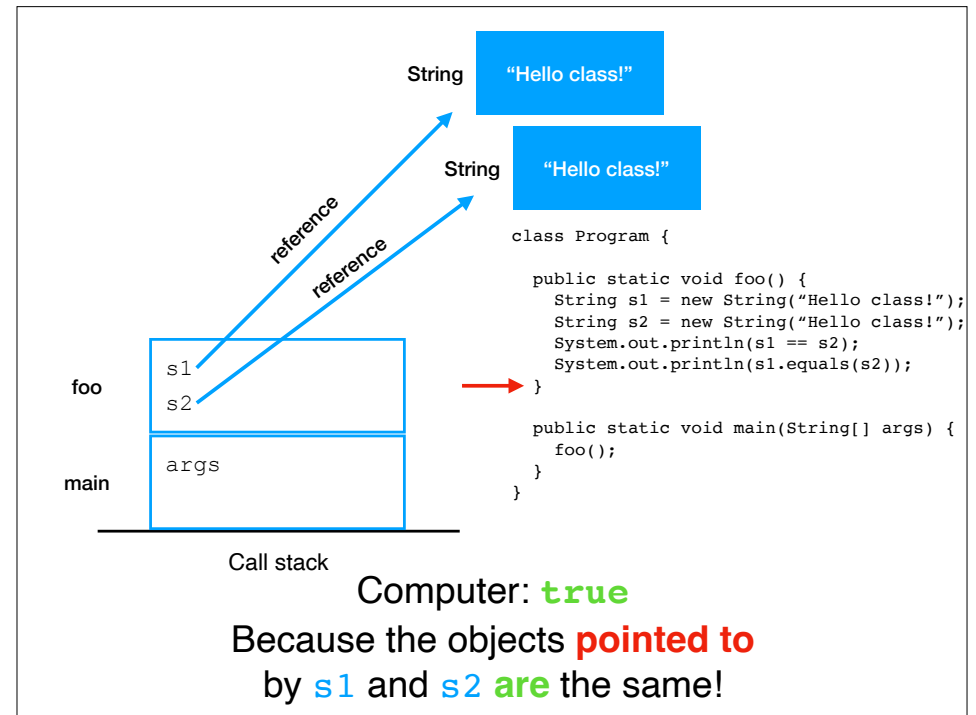 String
“Hello class!”
String
“Hello class!”
reference
reference
class Program {
public static void foo() {
String s1 = new String(“Hello class!”);
String s2 = new String(“Hello class!”);
System.out.println(s1 == s2);
System.out.println(s1.equals(s2));
}
public static void main(String[] args) {
foo();
}
}
foo
s1
s2
main
args
Call stack
Computer: true
Because the objects pointed to
by s1 and s2 are the same!